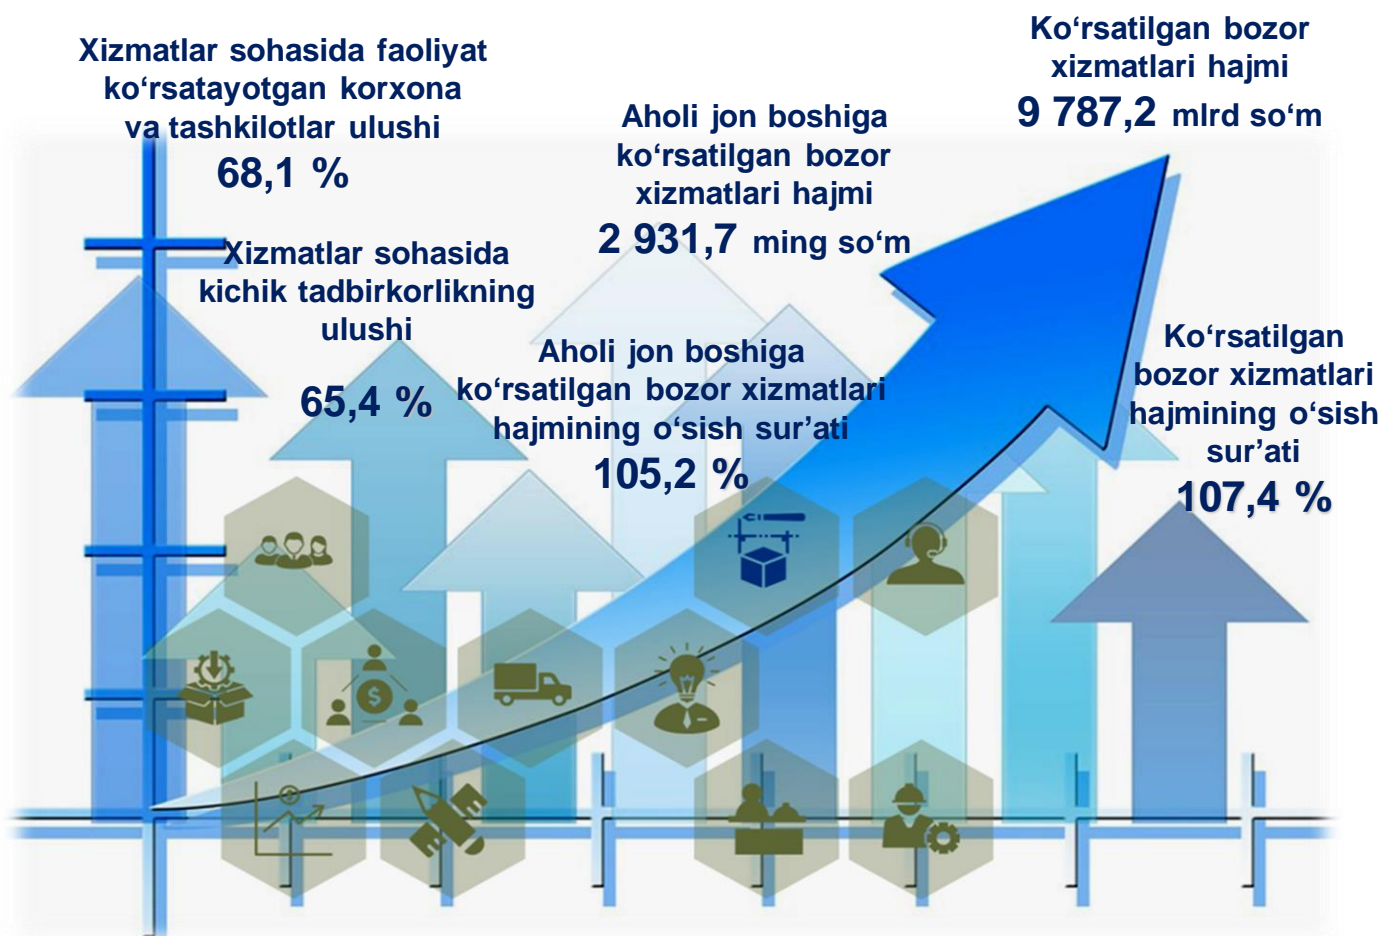 Xizmatlar sohasida faoliyat
ko‘rsatayotgan korxona
va tashkilotlar ulushi
68,1 %
Xizmatlar sohasida
kichik tadbirkorlikning
ulushi
65,4 %
Aholi jon boshiga
ko‘rsatilgan bozor
xizmatlari hajmi
2 931,7 ming so‘m
Aholi jon boshiga
ko‘rsatilgan bozor xizmatlari
hajmining o‘sish sur’ati
105,2 %
Ko‘rsatilgan bozor
xizmatlari hajmi
9 787,2 mlrd so‘m
Ko‘rsatilgan
bozor xizmatlari
hajmining o‘sish
sur’ati
107,4 %